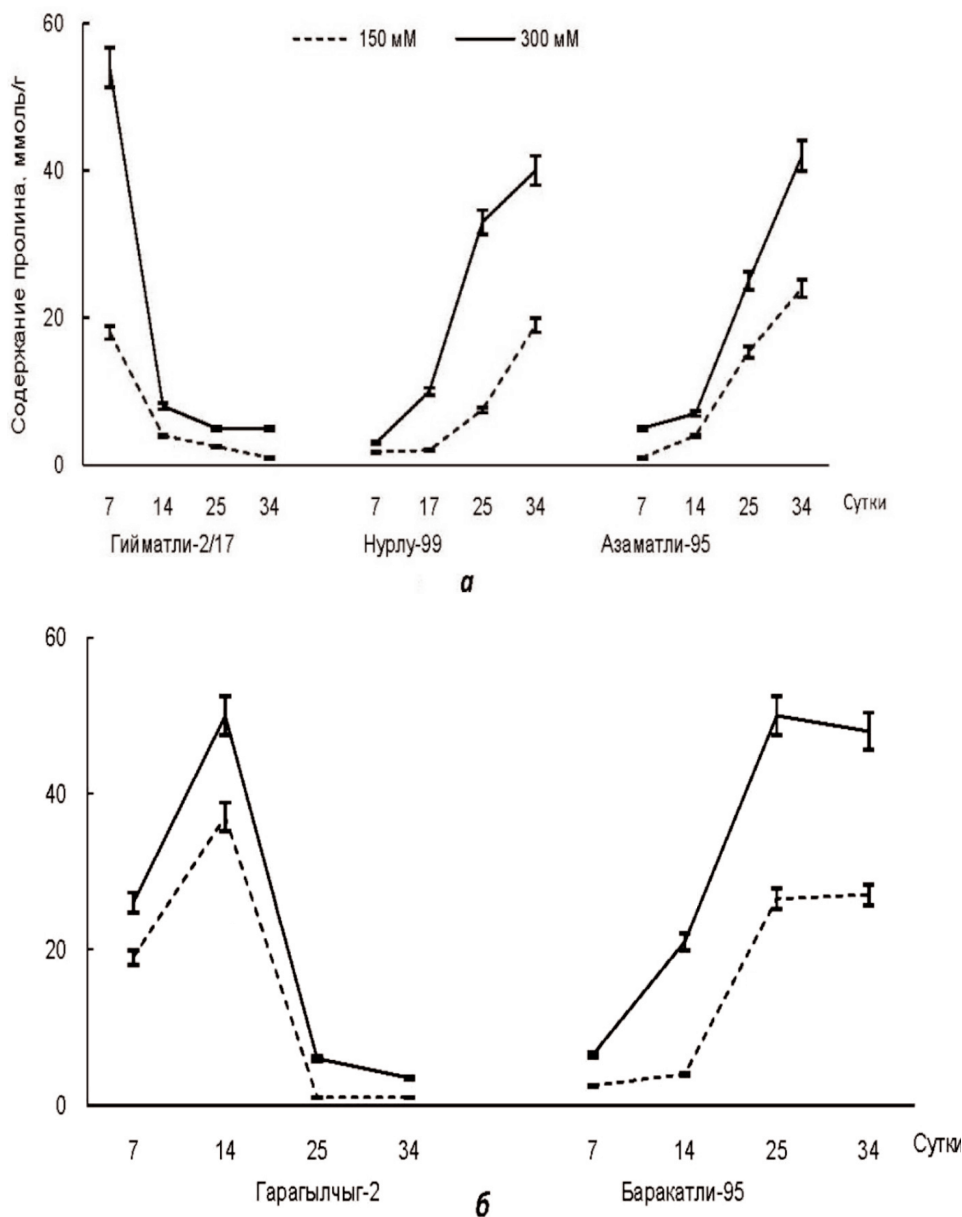 60
150 мМ 300 мМ
Содержание пролина, ммоль/г
40
20
0
7 14 25 34 7 17 25 34 7 14 25 34 Сутки
Гийматли-2/17 Нурлу-99 Азаматли-95
а
60
40
20
0
7 14 25 34 7 14 25 34 Сутки
Гарагылчыг-2 Баракатли-95
б